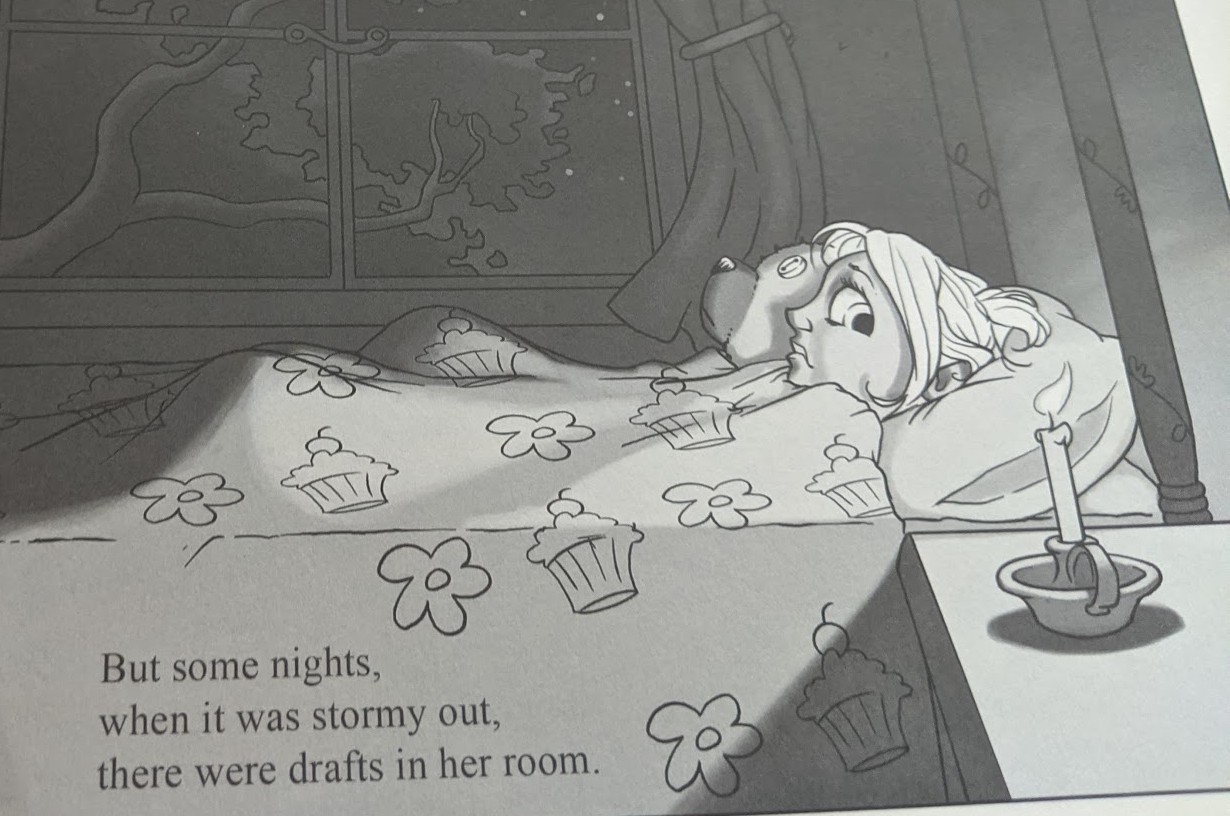 But some nights,
when it was stormy out,
there were drafts in her room.